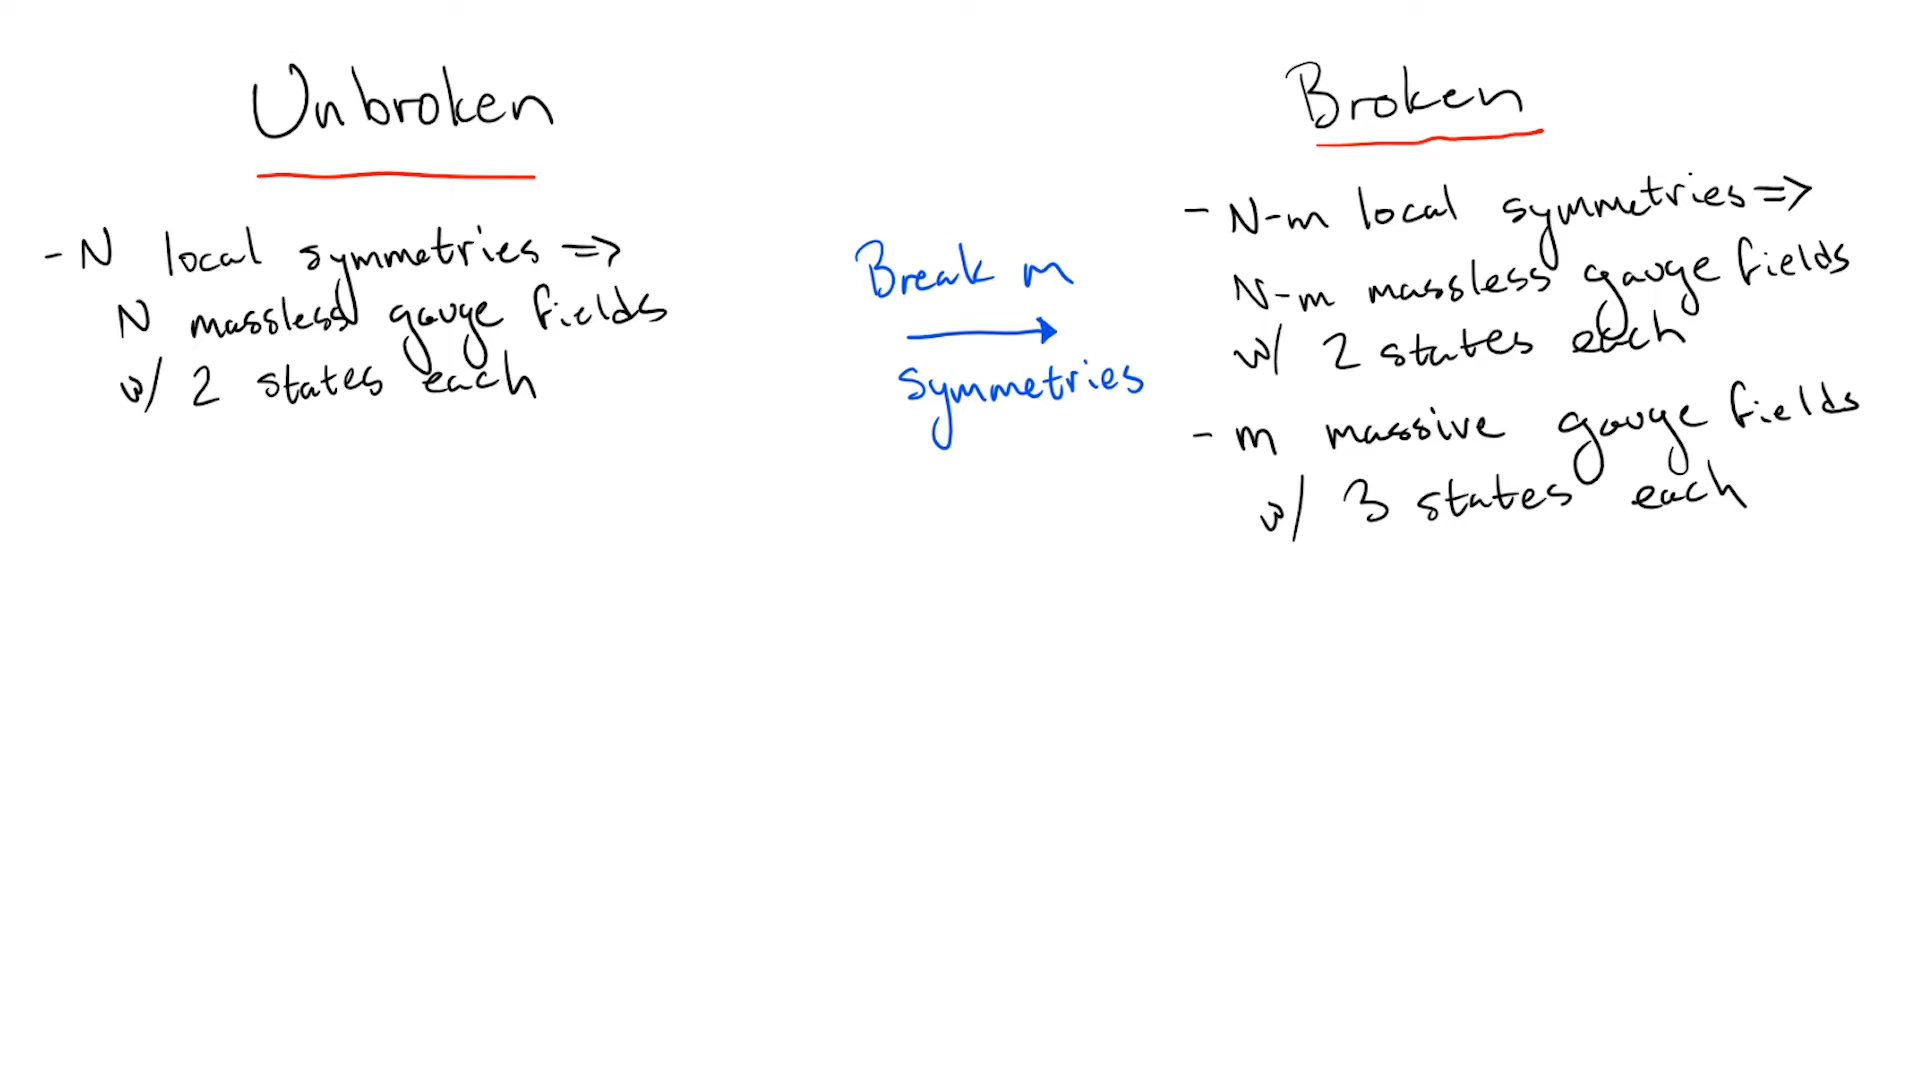 Unbroken
- N local symmetries =>
N massless gauge fields
w/ 2 states each
Break m
symmetries
Broken
- N-m local symmetries =>
N-m massless gauge fields
w/ 2 states each
- m massive gauge fields
w/ 3 states each